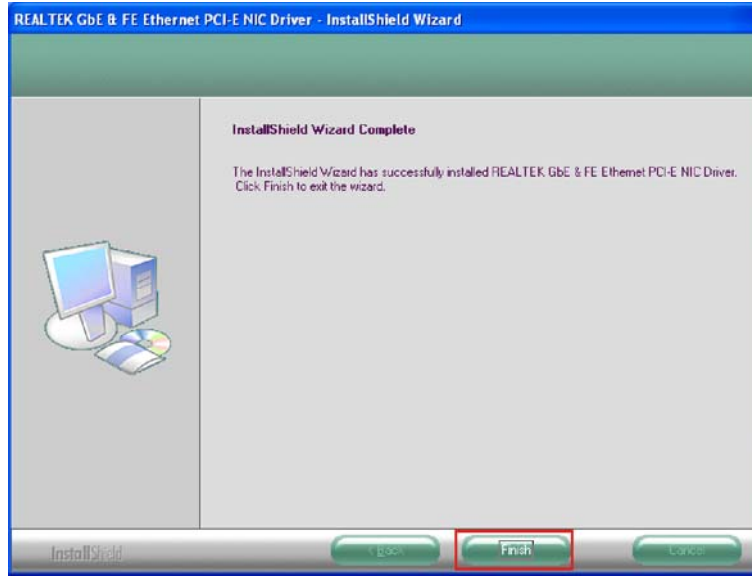 REALTEK GbE & FE Ethernet PCI-E NIC Driver - InstallShield Wizard
InstallShield Wizard Complete
The InstallShield Wizard has successfully installed REALTEK GbE & FE Ethernet PCI-E NIC Driver.
Click Finish to exit the wizard.
InstallShield
< Back
Finish
Cancel